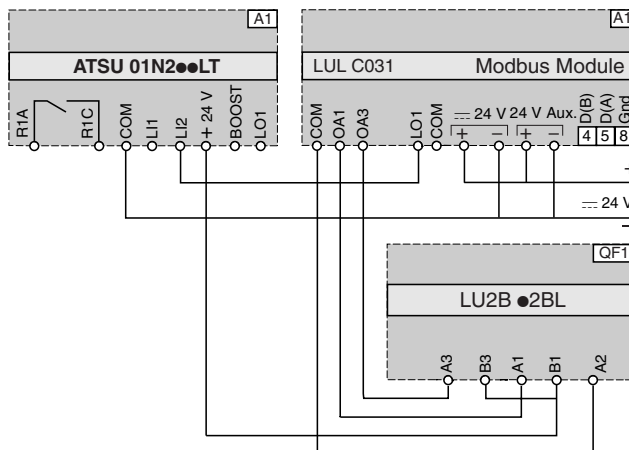 A1
A1
ATSU 01N2●●LT
LUL C031 Modbus Module
R1A R1C COM LI1 LI2 + 24 V BOOST LO1
COM OA1 OA3 LO1 COM
⎓ 24 V 24 V Aux.
+ − + −
D(B) D(A) Gnd
4 5 8
⎓ 24 V
QF1
LU2B ●2BL
A3 B3 A1 B1 A2